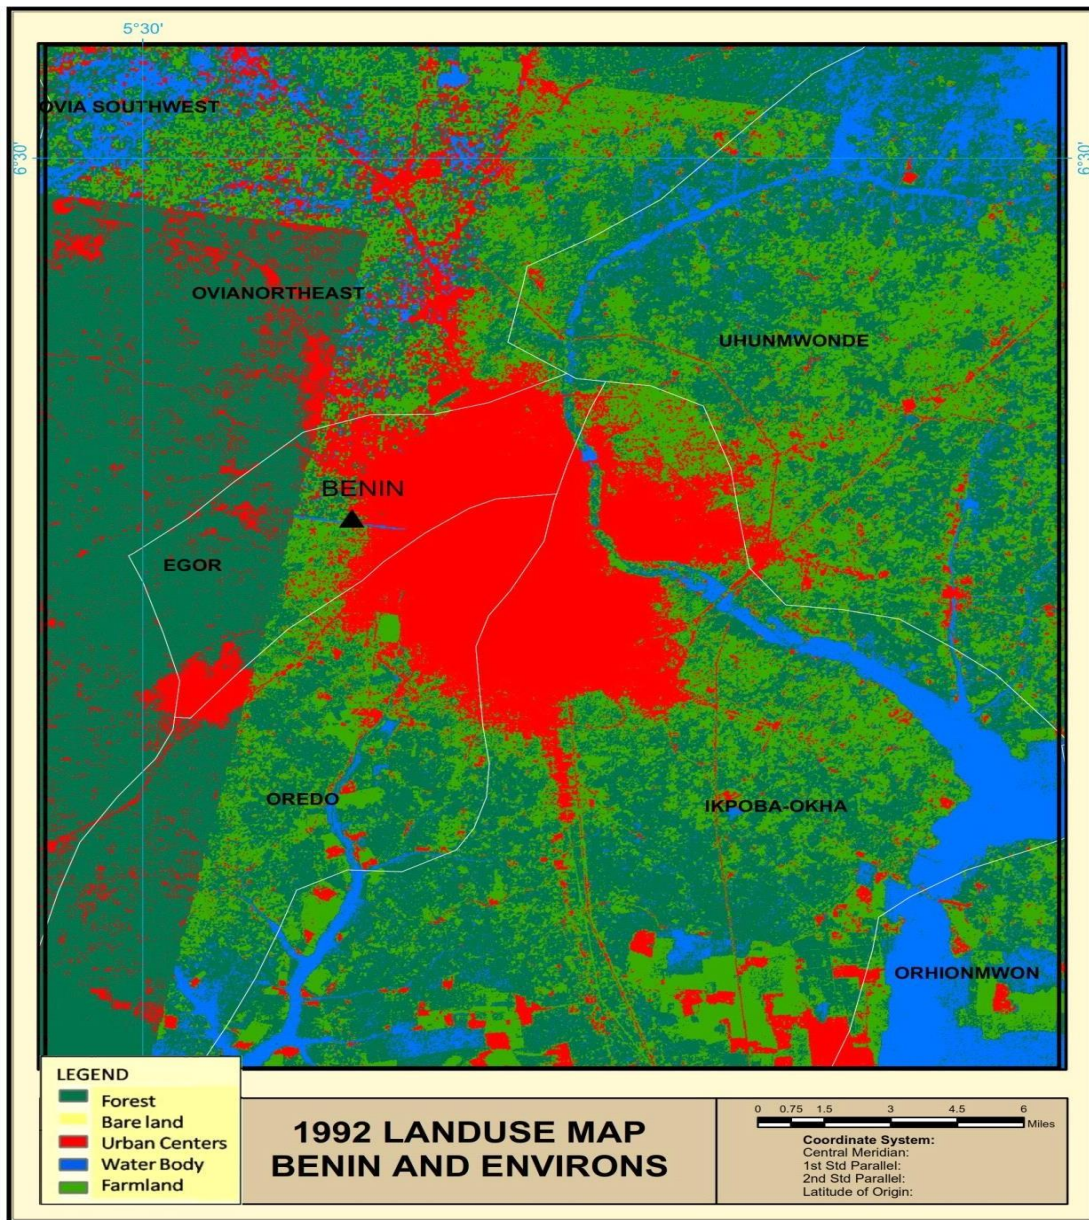 5°30'
OVIA SOUTHWEST
6°30'
6°30'
OVIANORTHEAST
UHUNMWONDE
BENIN
EGOR
OREDO
IKPOBA-OKHA
ORHIONMWON
LEGEND
Forest
Bare land
Urban Centers
Water Body
Farmland
1992 LANDUSE MAP
BENIN AND ENVIRONS
0 0.75 1.5 3 4.5 6
Miles
Coordinate System:
Central Meridian:
1st Std Parallel:
2nd Std Parallel:
Latitude of Origin: